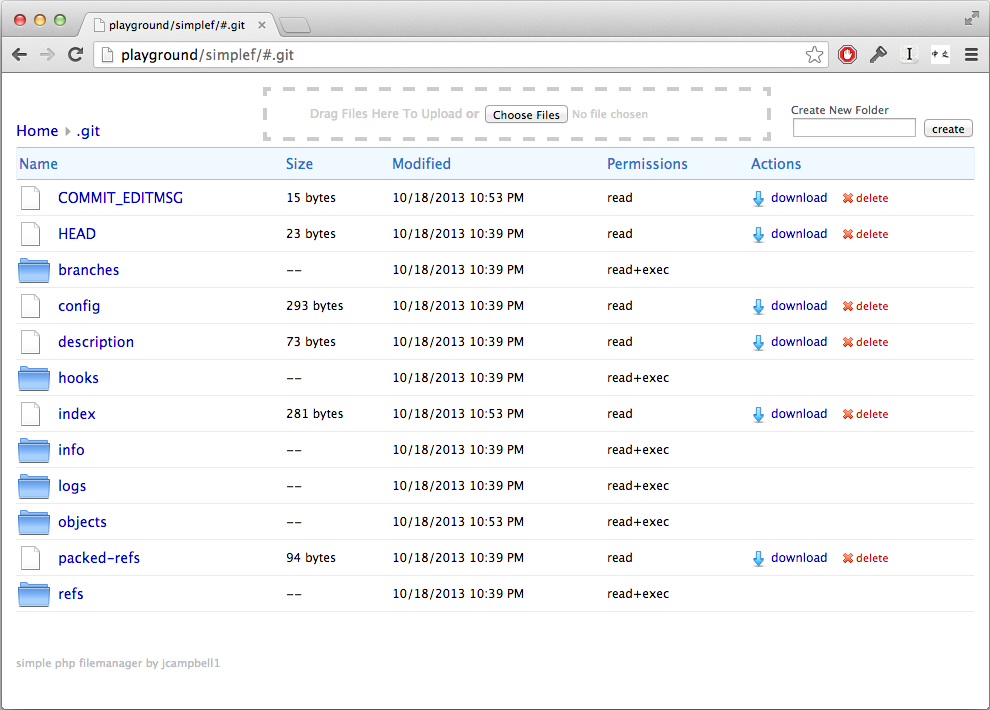 playground/simplef/#.git
playground/simplef/#.git
Drag Files Here To Upload or Choose Files No file chosen
Create New Folder
create
Home .git
Name Size Modified Permissions Actions
COMMIT_EDITMSG 15 bytes 10/18/2013 10:53 PM read download delete
HEAD 23 bytes 10/18/2013 10:39 PM read download delete
branches -- 10/18/2013 10:39 PM read+exec
config 293 bytes 10/18/2013 10:39 PM read download delete
description 73 bytes 10/18/2013 10:39 PM read download delete
hooks -- 10/18/2013 10:39 PM read+exec
index 281 bytes 10/18/2013 10:53 PM read download delete
info -- 10/18/2013 10:39 PM read+exec
logs -- 10/18/2013 10:39 PM read+exec
objects -- 10/18/2013 10:53 PM read+exec
packed-refs 94 bytes 10/18/2013 10:39 PM read download delete
refs -- 10/18/2013 10:39 PM read+exec
simple php filemanager by jcampbell1